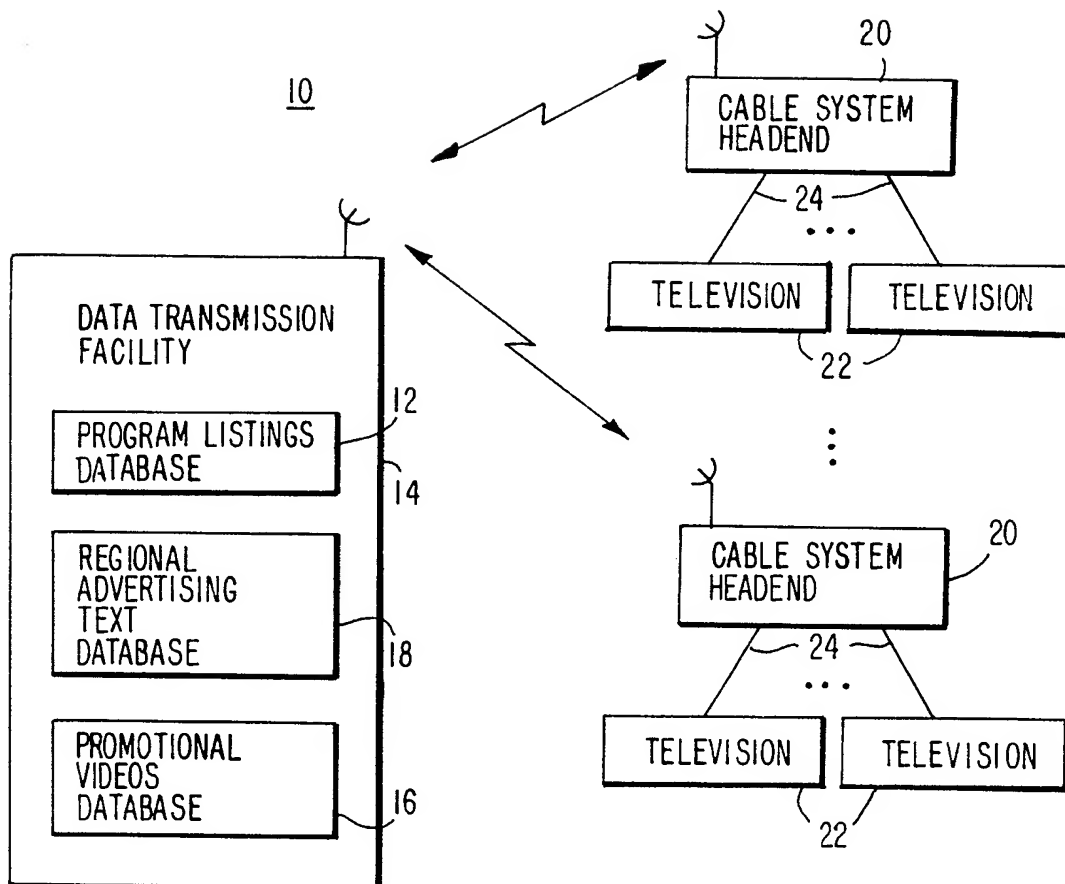 10
20
CABLE SYSTEM
HEADEND
24
TELEVISION
TELEVISION
22
DATA TRANSMISSION
FACILITY
12
PROGRAM LISTINGS
DATABASE
14
REGIONAL
ADVERTISING
TEXT
DATABASE
18
PROMOTIONAL
VIDEOS
DATABASE
16
20
CABLE SYSTEM
HEADEND
24
TELEVISION
TELEVISION
22